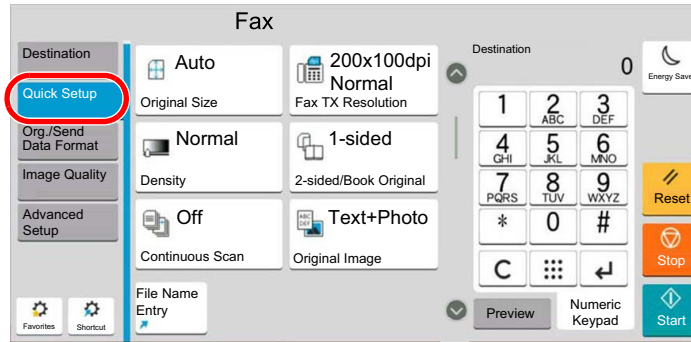 Fax
Destination
Quick Setup
Org./Send
Data Format
Image Quality
Advanced
Setup
Favorites
Shortcut
Auto
Original Size
200x100dpi
Normal
Fax TX Resolution
Normal
Density
1-sided
2-sided/Book Original
Off
Continuous Scan
ABC
DEF
Text+Photo
Original Image
File Name
Entry
Destination
0
1
2
ABC
3
DEF
4
GHI
5
JKL
6
MNO
7
PQRS
8
TUV
9
WXYZ
*
0
#
C
Preview
Numeric
Keypad
Energy Save
Reset
Stop
Start